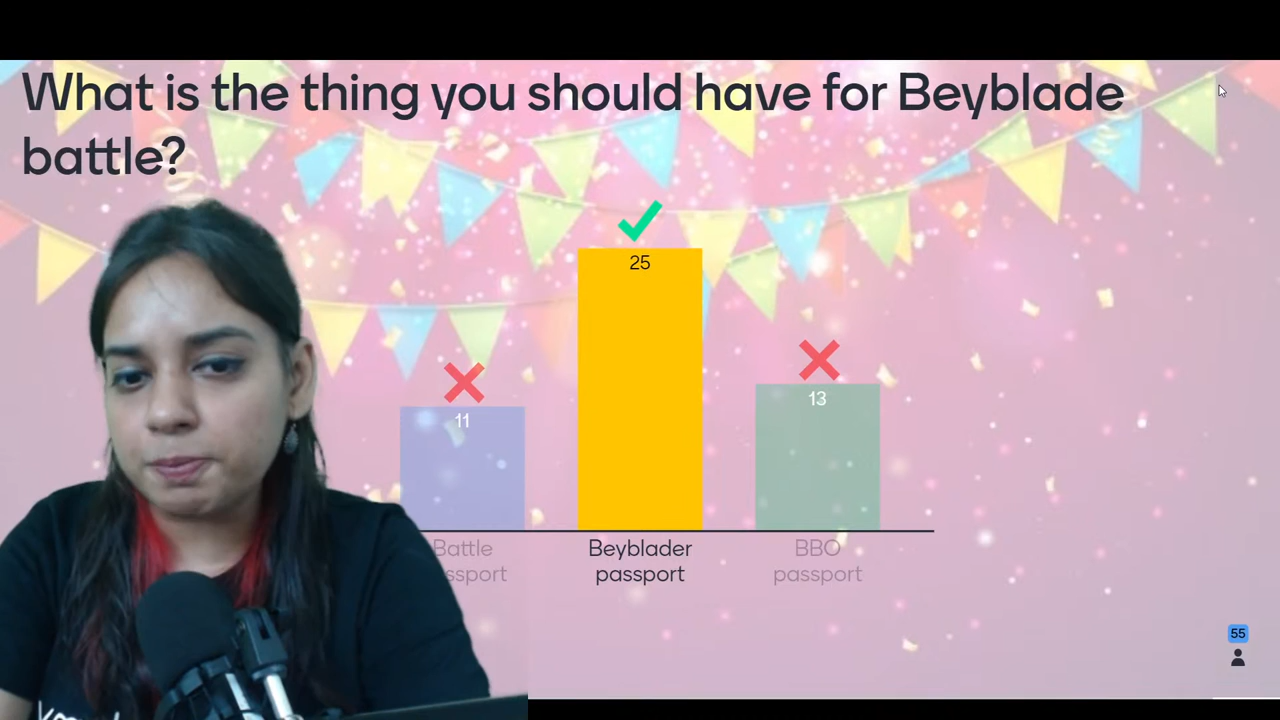 What is the thing you should have for Beyblade
battle?
25
13
11
Battle
Beyblader
BBO
ssport
passport
passport
55